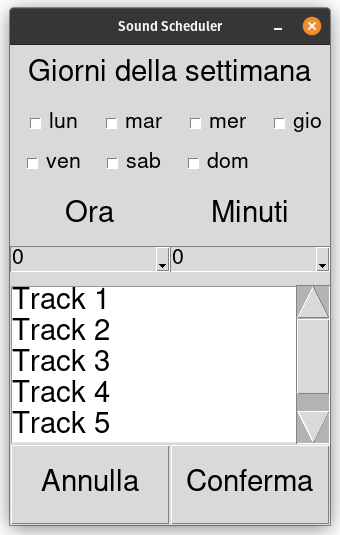 Sound Scheduler
Giorni della settimana
lun mar mer gio
ven sab dom
Ora Minuti
0 0
Track 1
Track 2
Track 3
Track 4
Track 5
Annulla Conferma